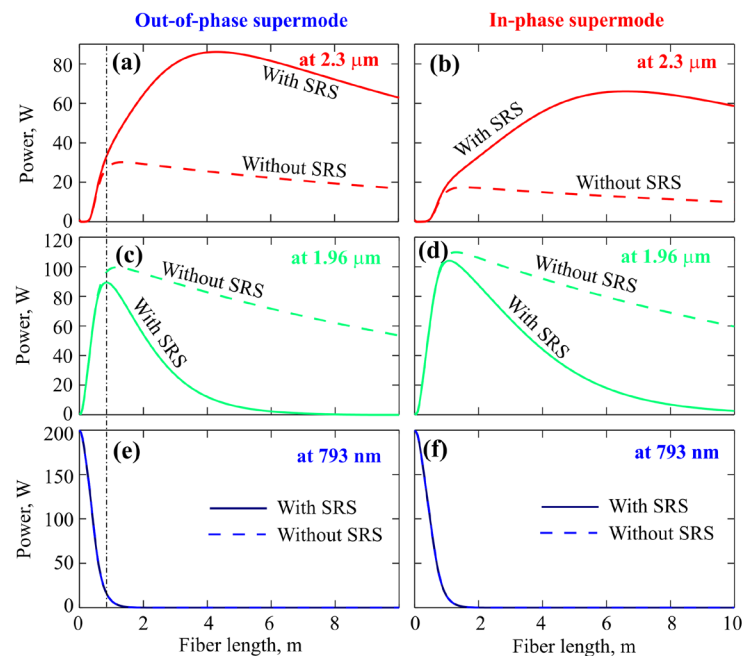 Out-of-phase supermode
In-phase supermode
(a)
at 2.3 μm
With SRS
Without SRS
Power, W
80
60
40
20
0
(b)
at 2.3 μm
With SRS
Without SRS
(c)
at 1.96 μm
Without SRS
With SRS
Power, W
120
100
80
60
40
20
0
(d)
at 1.96 μm
Without SRS
With SRS
(e)
at 793 nm
With SRS
Without SRS
Power, W
200
150
100
50
0
0 2 4 6 8
Fiber length, m
(f)
at 793 nm
With SRS
Without SRS
0 2 4 6 8 10
Fiber length, m